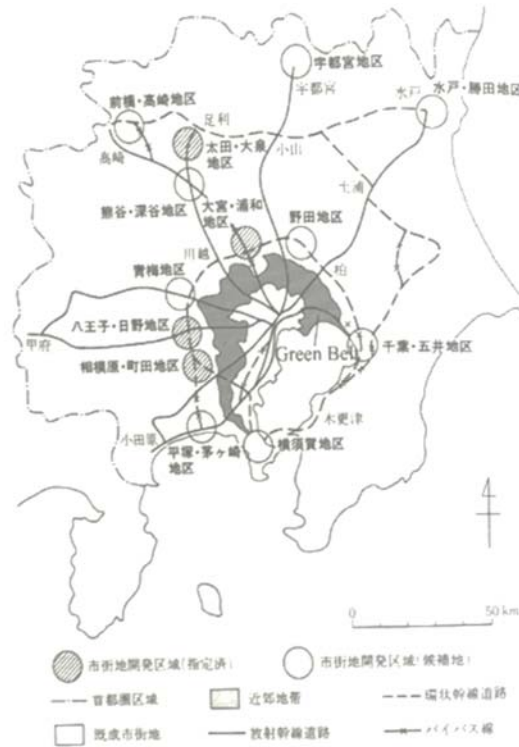 宇都宮地区
宇都宮
水戸・勝田地区
水戸
前橋・高崎地区
足利
高崎
太田・大泉
地区
小山
土浦
熊谷・深谷地区
大宮・浦和
地区
野田地区
川越
柏
青梅地区
八王子・日野地区
甲府
Green Belt
千葉・五井地区
相模原・町田地区
木更津
小田原
平塚・茅ヶ崎
地区
横須賀地区
0
50 km
市街地開発区域(指定済)
市街地開発区域(候補地)
首都圏区域
近郊地帯
環状幹線道路
既成市街地
放射幹線道路
バイパス線